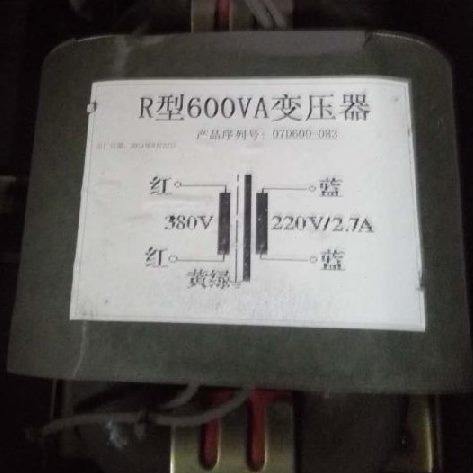 R型600VA变压器
产品序列号：07D600-083
红 蓝
380V 220V/2.7A
红 蓝
黄绿